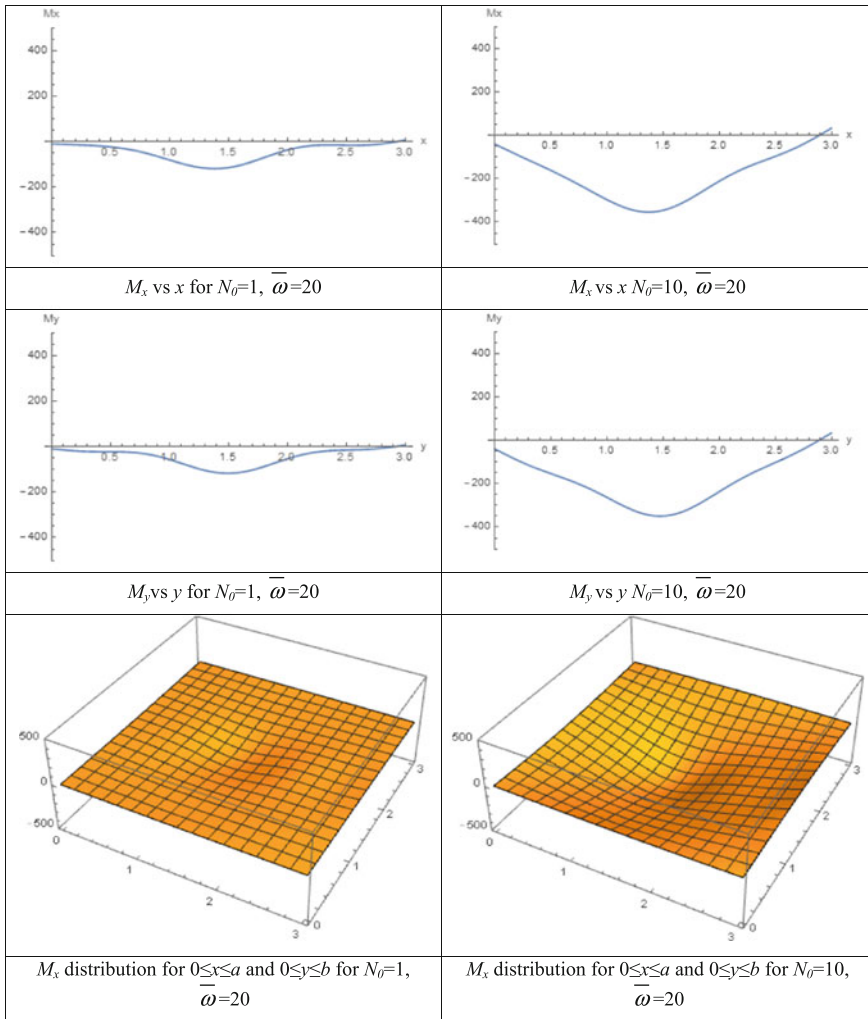 Mx
400
200
0.5 1.0 1.5 2.0 2.5 3.0 x
-200
-400
Mx
400
200
0.5 1.0 1.5 2.0 2.5 3.0 x
-200
-400
Mx vs x for N0=1, ω̅=20
Mx vs x N0=10, ω̅=20
My
400
200
0.5 1.0 1.5 2.0 2.5 3.0 y
-200
-400
My
400
200
0.5 1.0 1.5 2.0 2.5 3.0 y
-200
-400
Myvs y for N0=1, ω̅=20
My vs y N0=10, ω̅=20
500
0
-500
0
1
2
3
0
1
2
3
500
0
-500
0
1
2
3
0
1
2
3
Mx distribution for 0≤x≤a and 0≤y≤b for N0=1,
ω̅=20
Mx distribution for 0≤x≤a and 0≤y≤b for N0=10,
ω̅=20